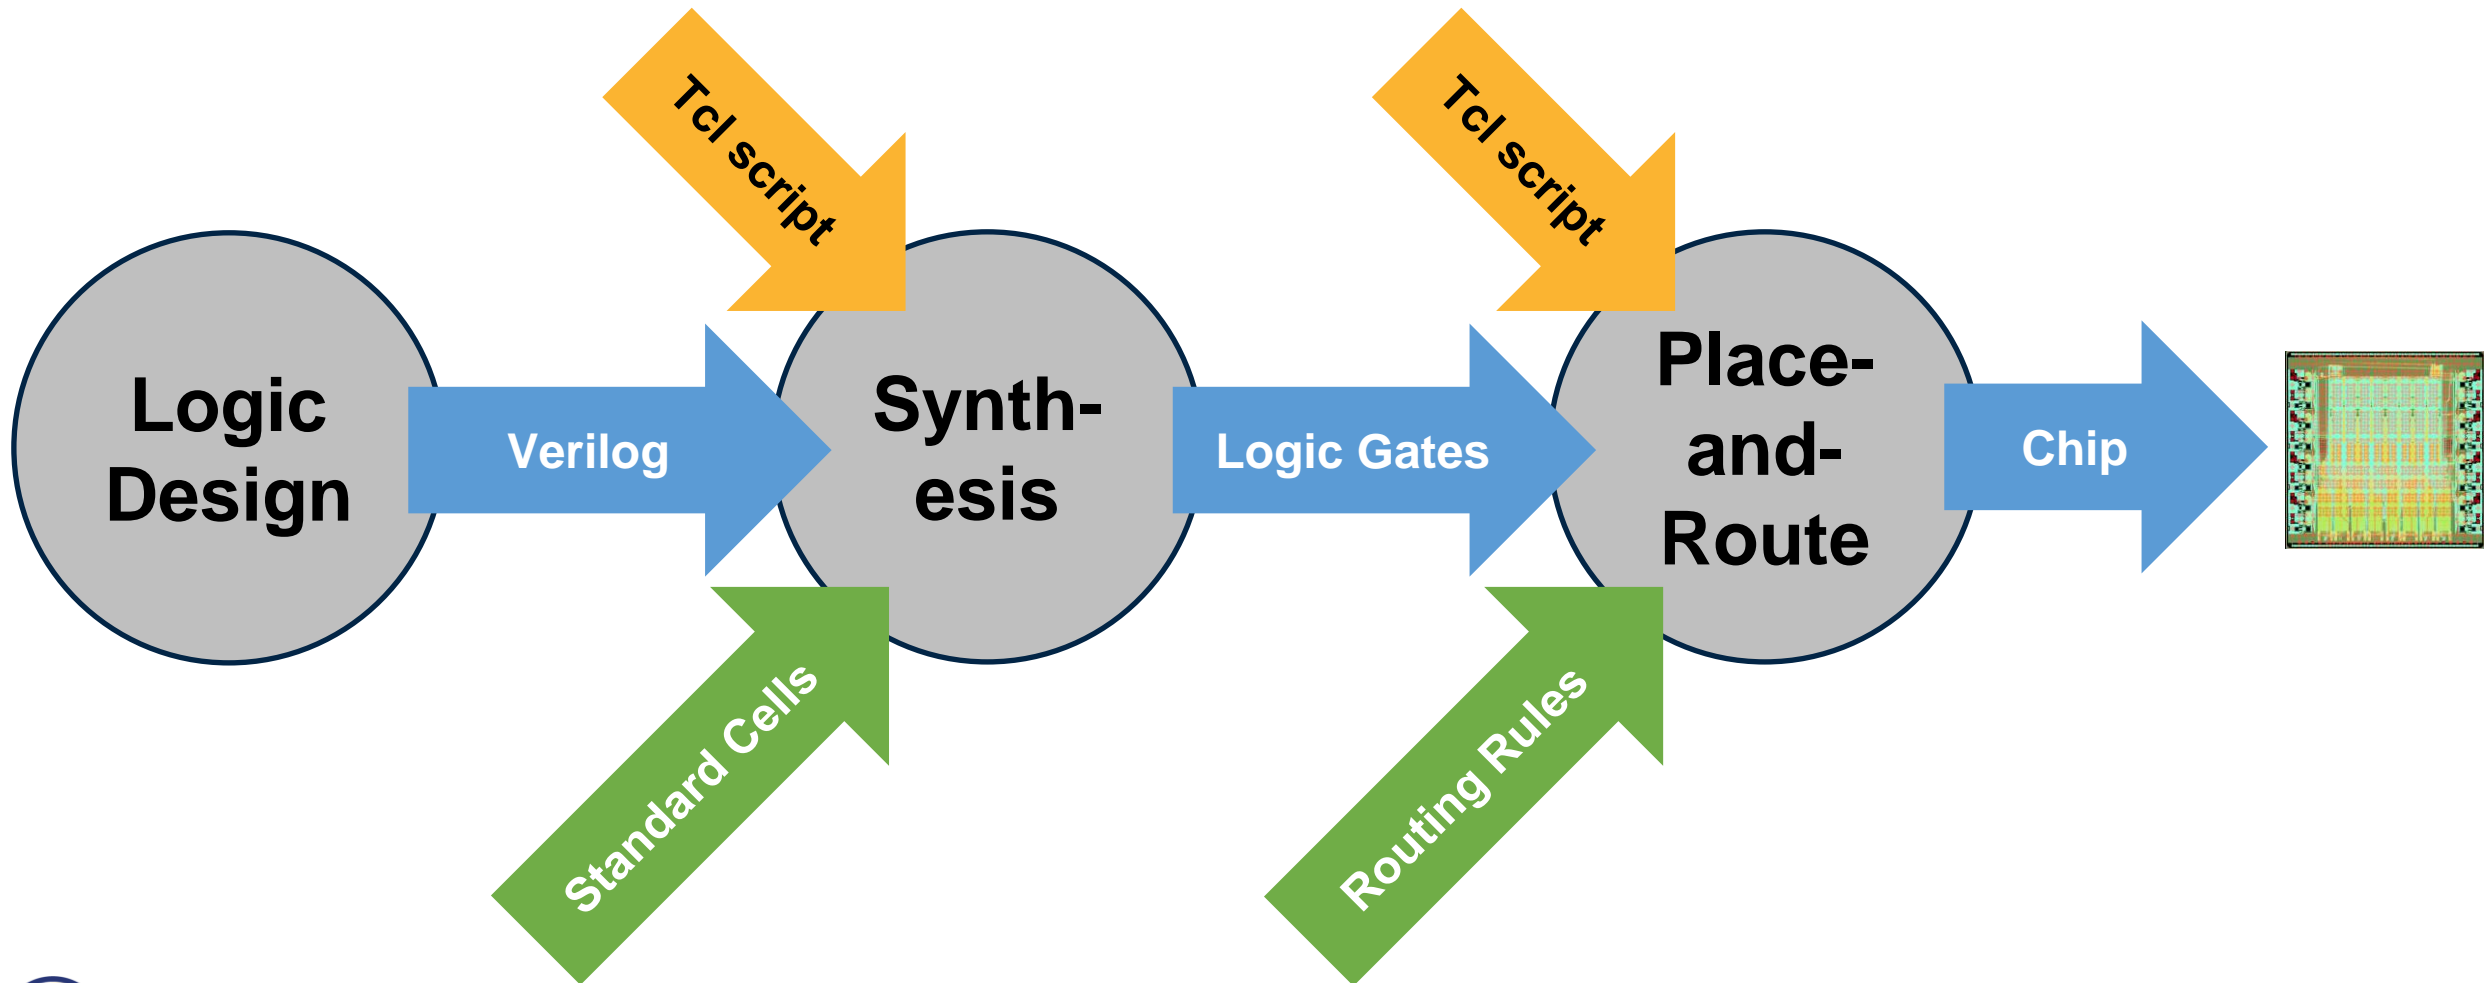 Tcl script
Tcl script
Logic
Design
Verilog
Synth-
esis
Logic Gates
Place-
and-
Route
Chip
Standard Cells
Routing Rules